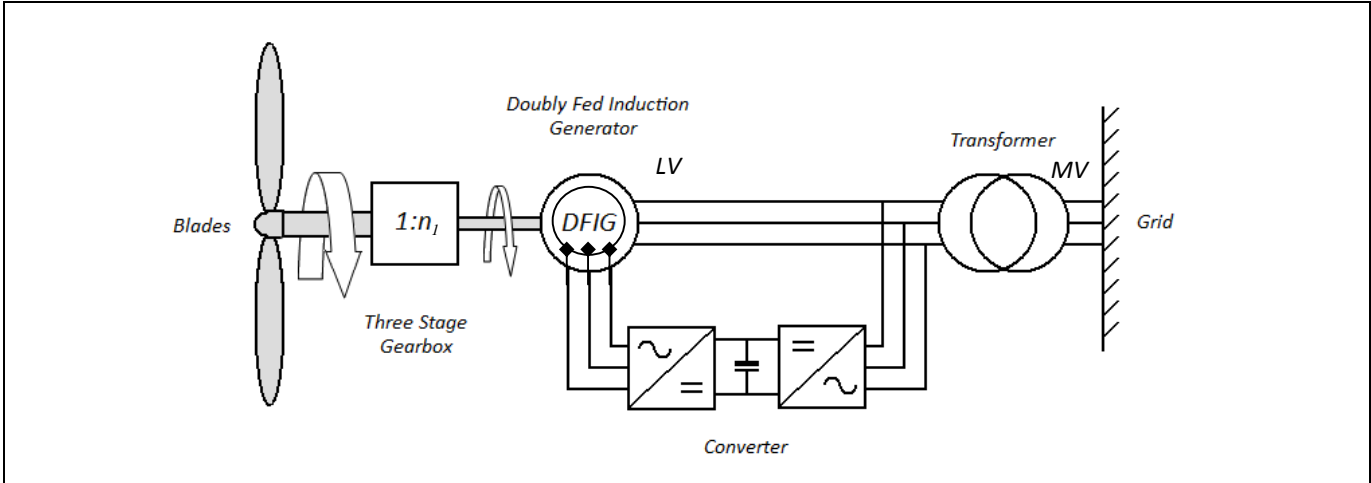 Doubly Fed Induction
Generator
LV
Transformer
MV
Blades
1:n₁
DFIG
Grid
Three Stage
Gearbox
Converter